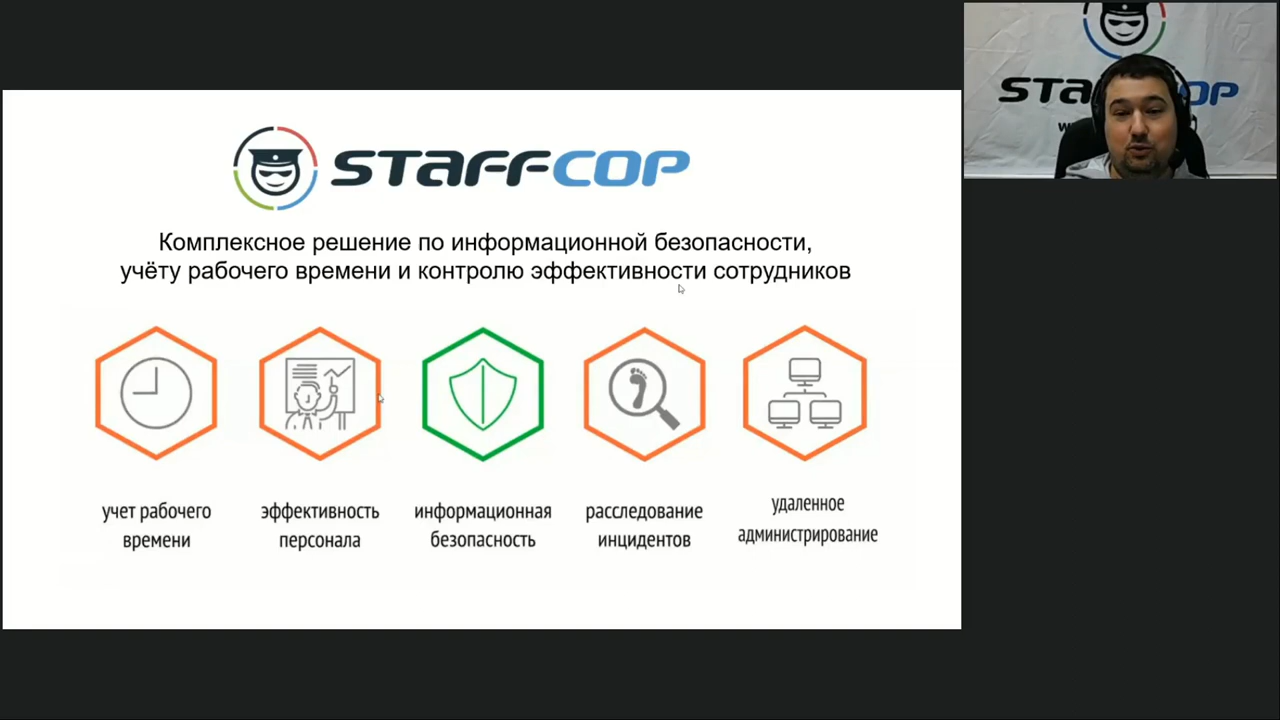 STAFFCOP
Комплексное решение по информационной безопасности,
учёту рабочего времени и контролю эффективности сотрудников
учет рабочего
времени
эффективность
персонала
информационная
безопасность
расследование
инцидентов
удаленное
администрирование